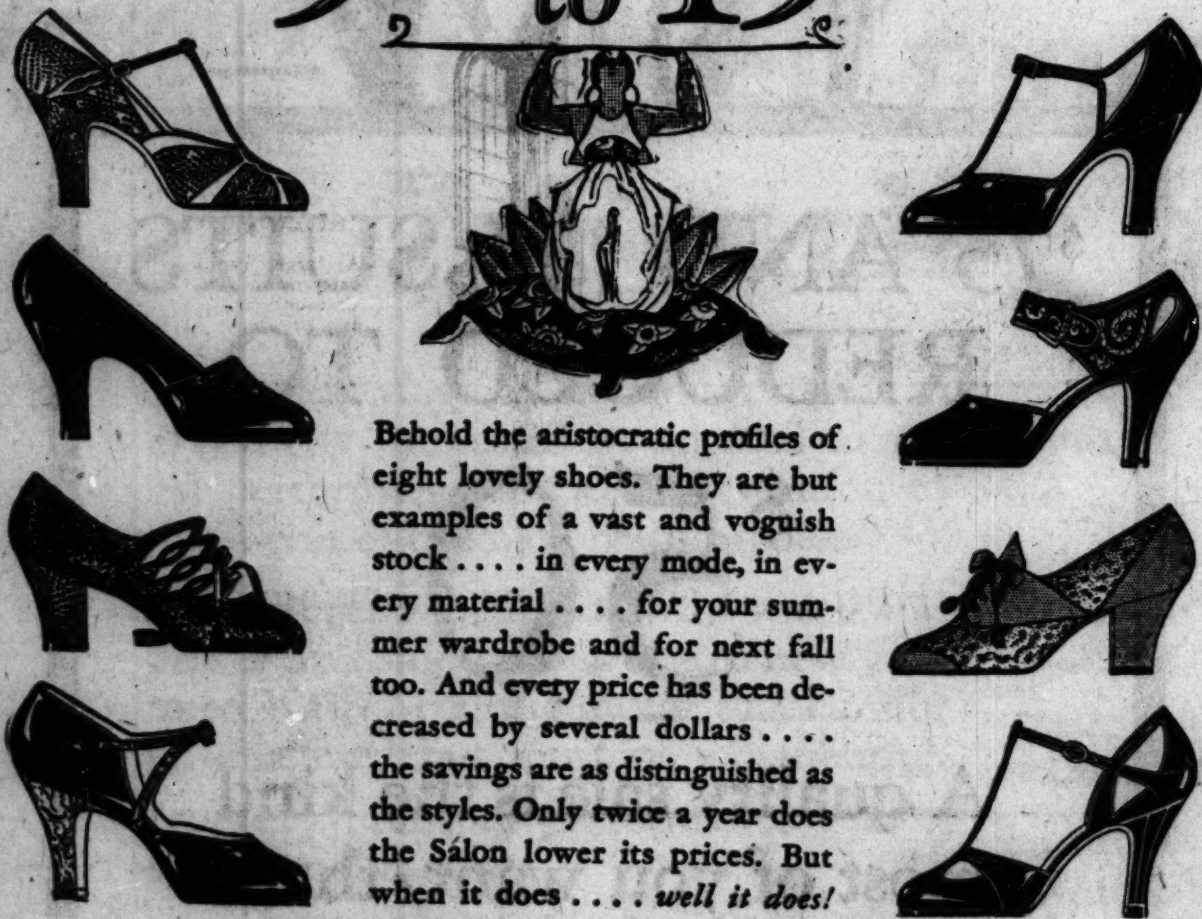 to
Behold the aristocratic profiles of
eight lovely shoes. They are but
examples of a vast and voguish
stock . . . . in every mode, in ev-
ery material . . . . for your sum-
mer wardrobe and for next fall
too. And every price has been de-
creased by several dollars . . . .
the savings are as distinguished as
the styles. Only twice a year does
the Sálon lower its prices. But
when it does . . . . well it does!